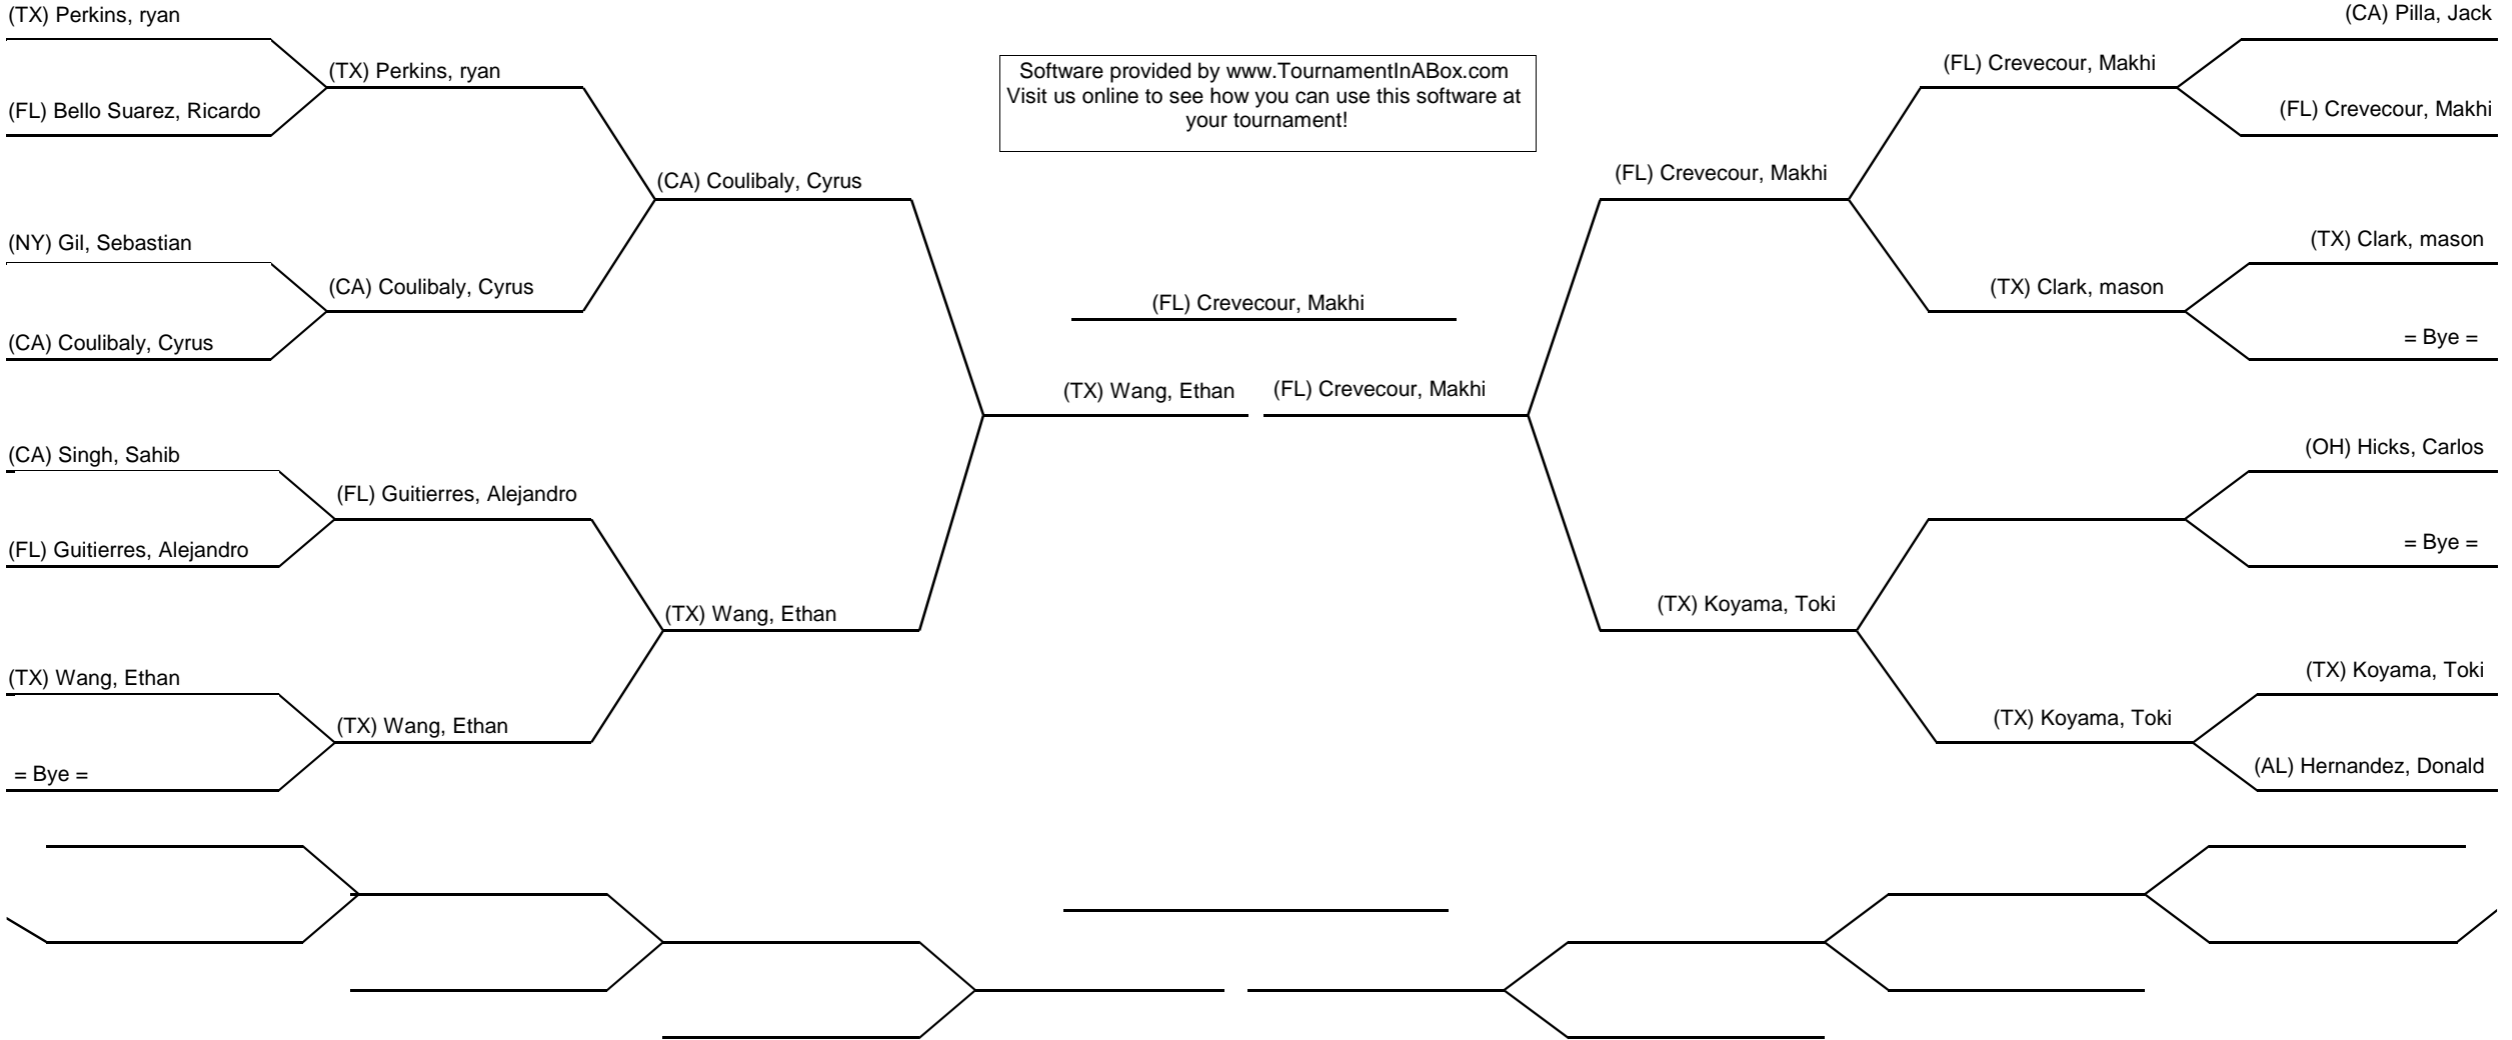 (TX) Perkins, ryan
(FL) Bello Suarez, Ricardo
(NY) Gil, Sebastian
(CA) Coulibaly, Cyrus
(CA) Singh, Sahib
(FL) Guitierres, Alejandro
(TX) Wang, Ethan
= Bye =
(TX) Perkins, ryan
(CA) Coulibaly, Cyrus
(FL) Guitierres, Alejandro
(TX) Wang, Ethan
(CA) Coulibaly, Cyrus
(TX) Wang, Ethan
Software provided by www.TournamentInABox.com
Visit us online to see how you can use this software at
your tournament!
(FL) Crevecour, Makhi
(TX) Wang, Ethan
(FL) Crevecour, Makhi
(FL) Crevecour, Makhi
(TX) Koyama, Toki
(FL) Crevecour, Makhi
(TX) Clark, mason
(TX) Koyama, Toki
(CA) Pilla, Jack
(FL) Crevecour, Makhi
(TX) Clark, mason
= Bye =
(OH) Hicks, Carlos
= Bye =
(TX) Koyama, Toki
(AL) Hernandez, Donald